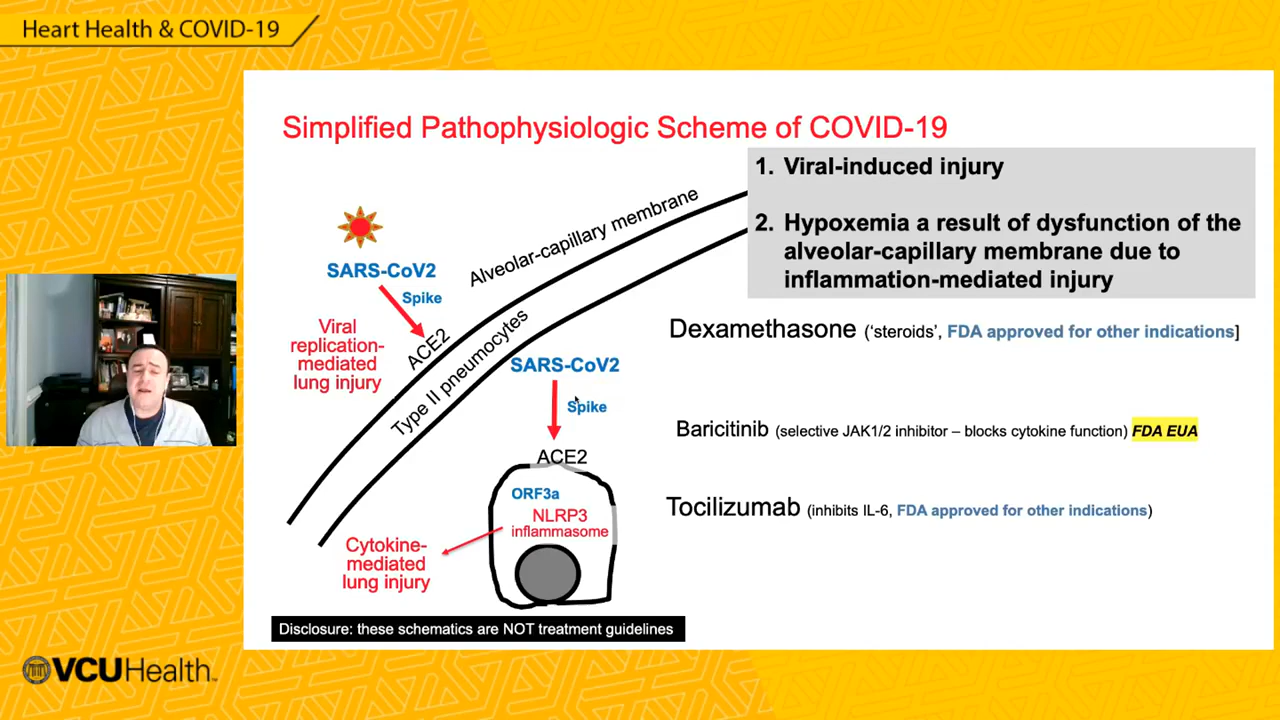 Heart Health & COVID-19
Simplified Pathophysiologic Scheme of COVID-19
1. Viral-induced injury
2. Hypoxemia a result of dysfunction of the
alveolar-capillary membrane due to
inflammation-mediated injury
Alveolar-capillary membrane
SARS-CoV2
Spike
ACE2
Viral
replication-
mediated
lung injury
Type II pneumocytes
SARS-CoV2
Spike
ACE2
ORF3a
NLRP3
inflammasome
Cytokine-
mediated
lung injury
Dexamethasone (‘steroids’, FDA approved for other indications]
Baricitinib (selective JAK1/2 inhibitor – blocks cytokine function) FDA EUA
Tocilizumab (inhibits IL-6, FDA approved for other indications)
Disclosure: these schematics are NOT treatment guidelines
VCUHealth